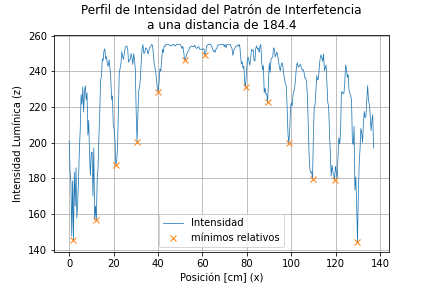 Perfil de Intensidad del Patrón de Interfetencia
a una distancia de 184.4
Intensidad Lumínica (z)
260
240
220
200
180
160
140
Intensidad
mínimos relativos
0 20 40 60 80 100 120 140
Posición [cm] (x)